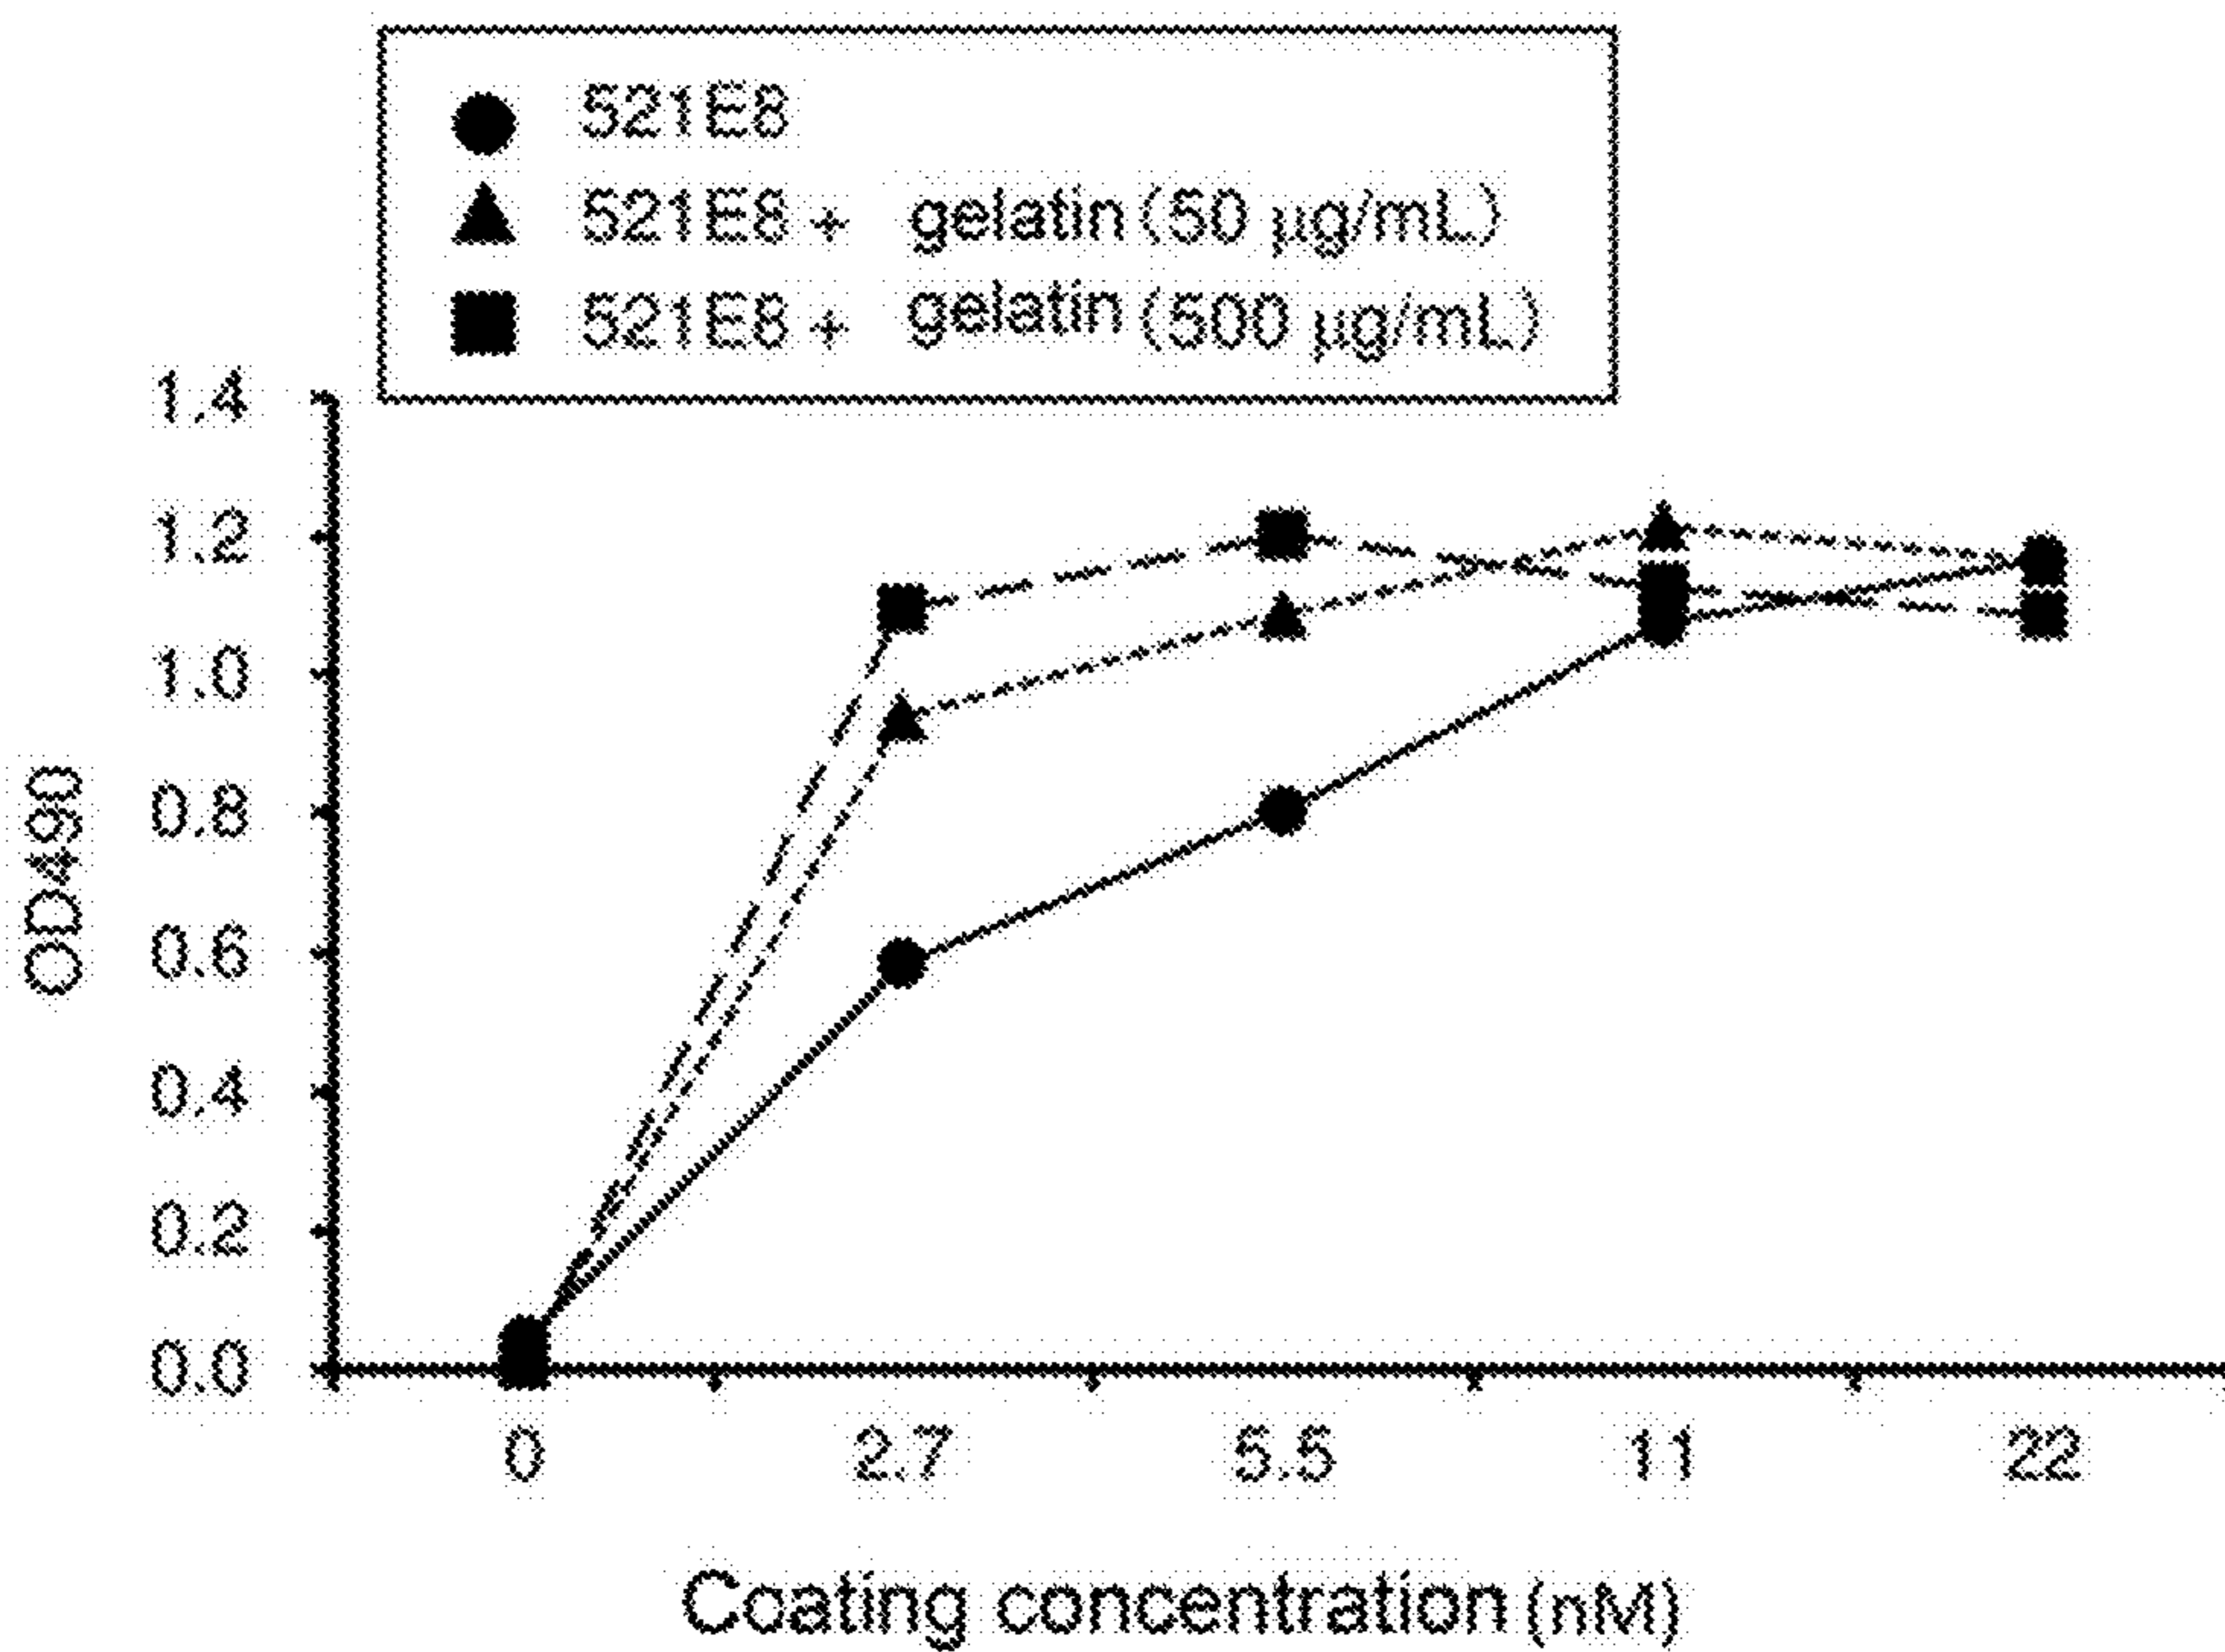 521E8
521E8 + gelatin (50 µg/mL)
521E8 + gelatin (500 µg/mL)
1.4
1.2
1.0
0.8
0.6
0.4
0.2
0.0
OD490
0 2.7 5.5 11 22
Coating concentration (nM)